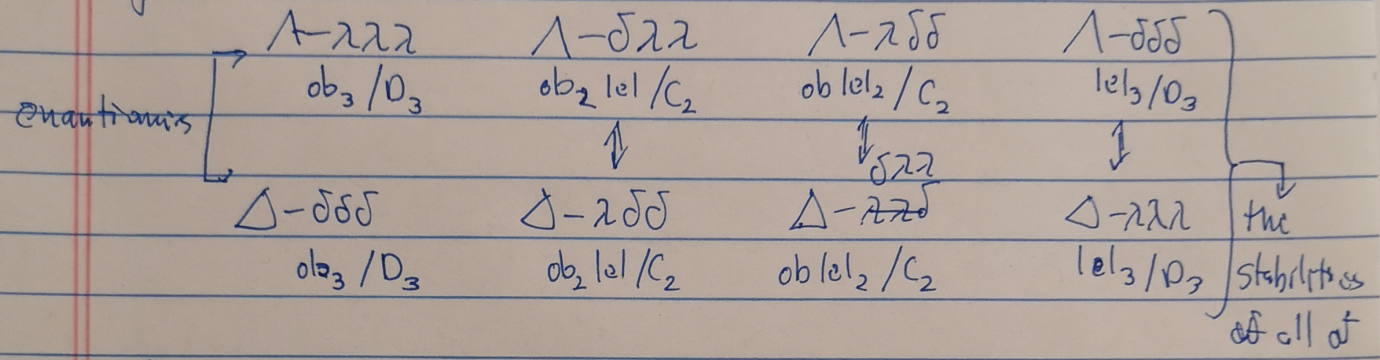 Λ-λλλ Λ-δλλ Λ-λδδ Λ-δδδ
ob₃/D₃ ob₂ lel/C₂ ob lel₂/C₂ lel₃/D₃
δλλ
Δ-δδδ Δ-λδδ Δ-λλδ Δ-λλλ the
ob₃/D₃ ob₂ lel/C₂ ob lel₂/C₂ lel₃/D₃ stabilities
of all of